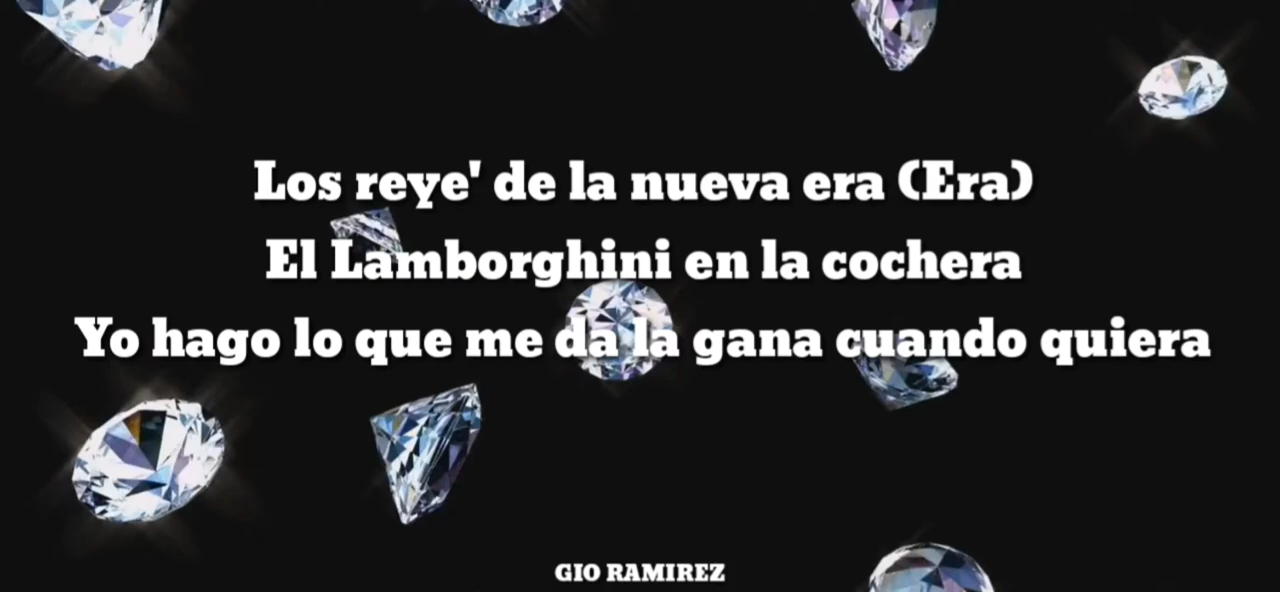 Los reye' de la nueva era (Era)
El Lamborghini en la cochera
Yo hago lo que me da la gana cuando quiera
GIO RAMIREZ